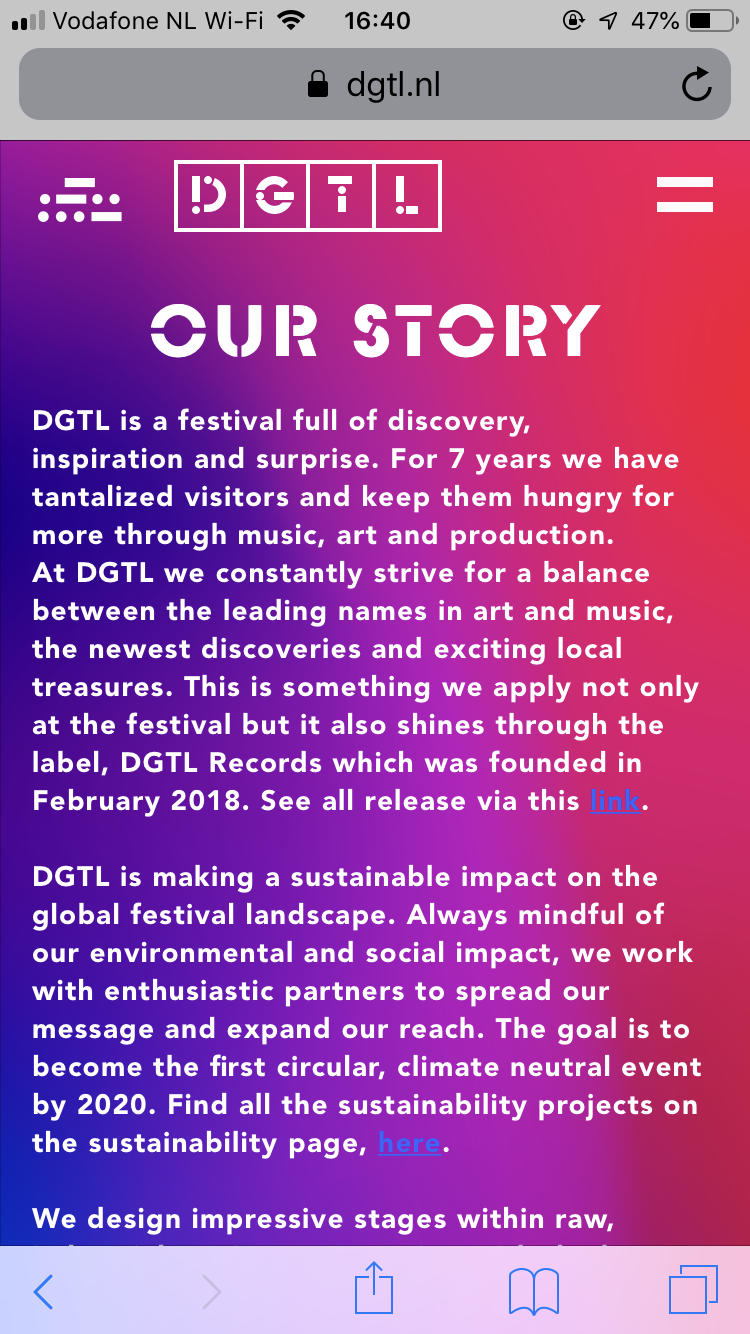 Vodafone NL Wi-Fi 16:40 47%
dgtl.nl
DGTL
OUR STORY
DGTL is a festival full of discovery,
inspiration and surprise. For 7 years we have
tantalized visitors and keep them hungry for
more through music, art and production.
At DGTL we constantly strive for a balance
between the leading names in art and music,
the newest discoveries and exciting local
treasures. This is something we apply not only
at the festival but it also shines through the
label, DGTL Records which was founded in
February 2018. See all release via this link.
DGTL is making a sustainable impact on the
global festival landscape. Always mindful of
our environmental and social impact, we work
with enthusiastic partners to spread our
message and expand our reach. The goal is to
become the first circular, climate neutral event
by 2020. Find all the sustainability projects on
the sustainability page, here.
We design impressive stages within raw,